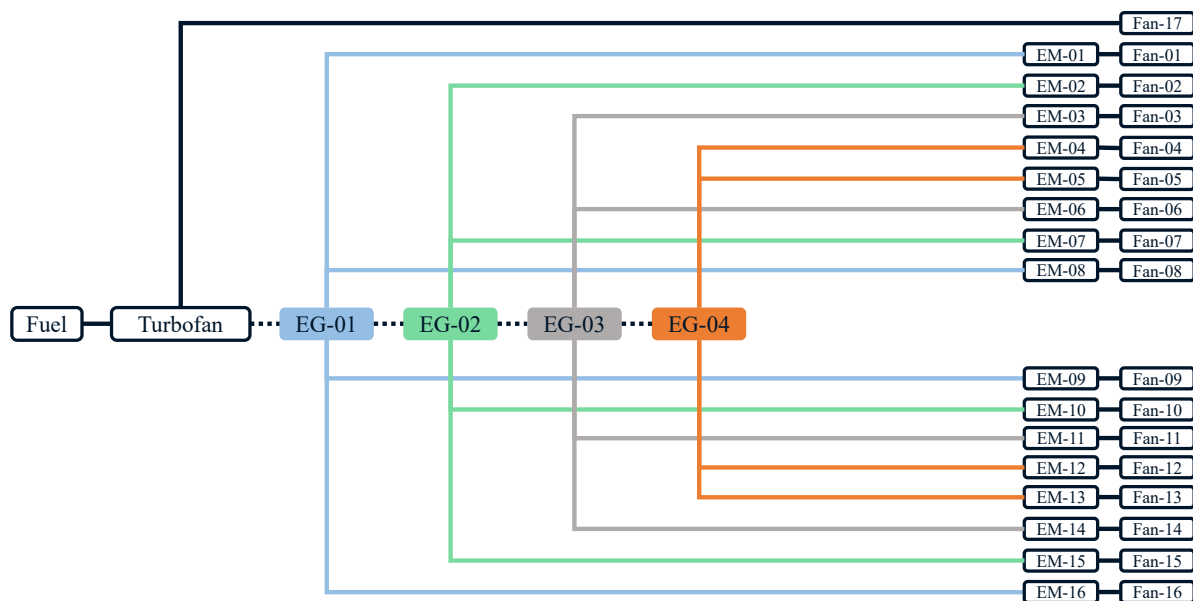 Fan-17
EM-01 Fan-01
EM-02 Fan-02
EM-03 Fan-03
EM-04 Fan-04
EM-05 Fan-05
EM-06 Fan-06
EM-07 Fan-07
EM-08 Fan-08
Fuel Turbofan EG-01 EG-02 EG-03 EG-04
EM-09 Fan-09
EM-10 Fan-10
EM-11 Fan-11
EM-12 Fan-12
EM-13 Fan-13
EM-14 Fan-14
EM-15 Fan-15
EM-16 Fan-16